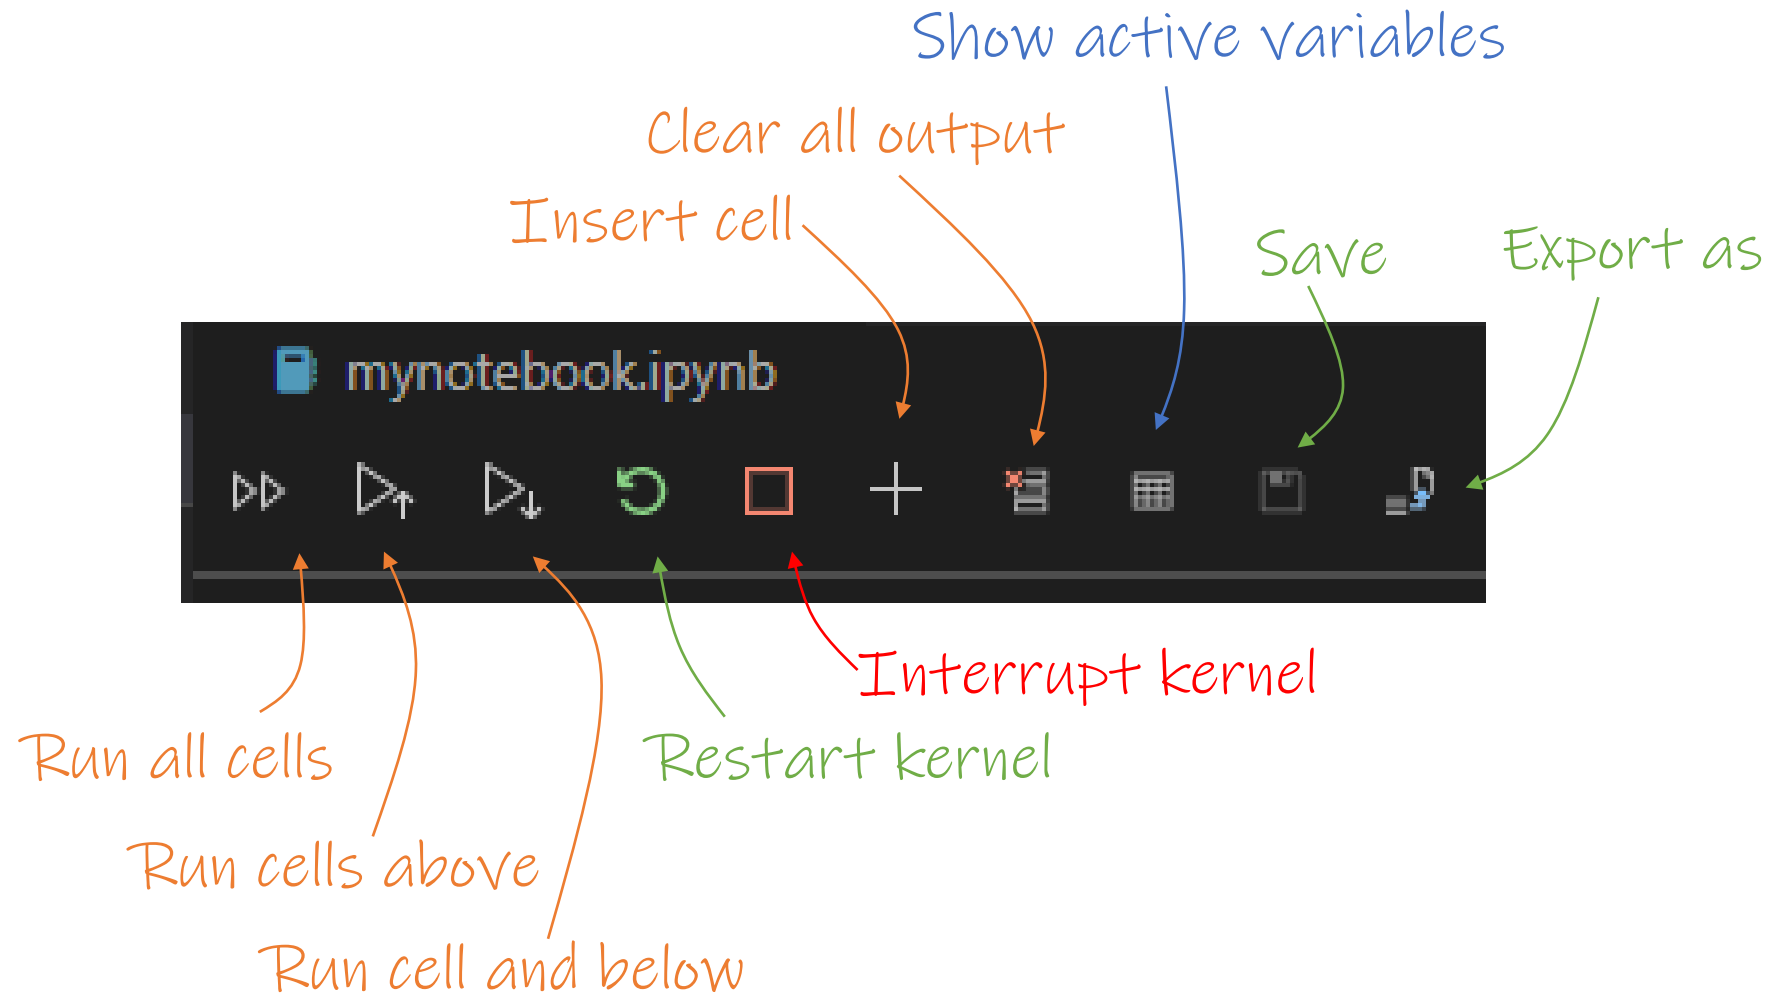 Show active variables
Clear all output
Insert cell
Save
Export as
mynotebook.ipynb
Interrupt kernel
Run all cells
Restart kernel
Run cells above
Run cell and below